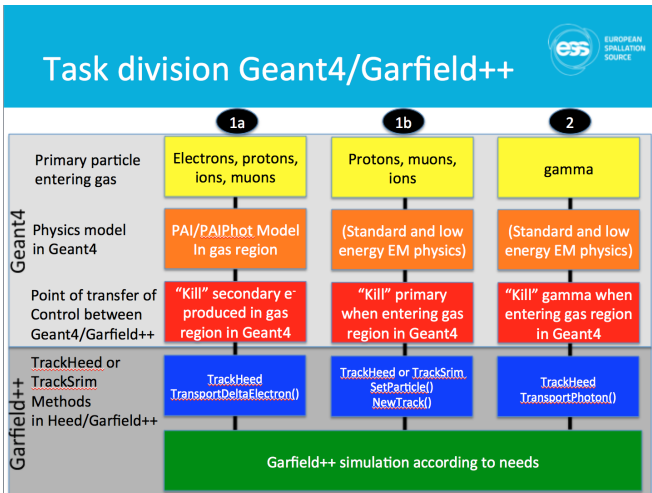 Task division Geant4/Garfield++
ess
EUROPEAN
SPALLATION
SOURCE
1a
1b
2
Geant4
Primary particle
entering gas
Electrons, protons,
ions, muons
Protons, muons,
ions
gamma
Physics model
in Geant4
PAI/PAIPhot Model
In gas region
(Standard and low
energy EM physics)
(Standard and low
energy EM physics)
Point of transfer of
Control between
Geant4/Garfield++
“Kill” secondary e-
produced in gas
region in Geant4
“Kill” primary
when entering gas
region in Geant4
“Kill” gamma when
entering gas region
in Geant4
Garfield++
TrackHeed or
TrackSrim
Methods
in Heed/Garfield++
TrackHeed
TransportDeltaElectron()
TrackHeed or TrackSrim
SetParticle()
NewTrack()
TrackHeed
TransportPhoton()
Garfield++ simulation according to needs